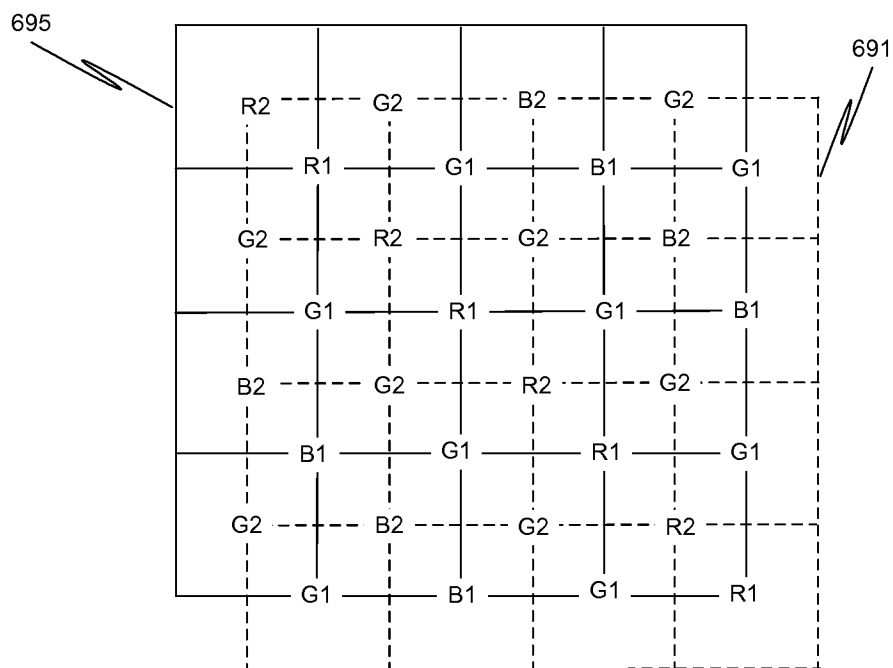 695
691
R2 G2 B2 G2
R1 G1 B1 G1
G2 R2 G2 B2
G1 R1 G1 B1
B2 G2 R2 G2
B1 G1 R1 G1
G2 B2 G2 R2
G1 B1 G1 R1